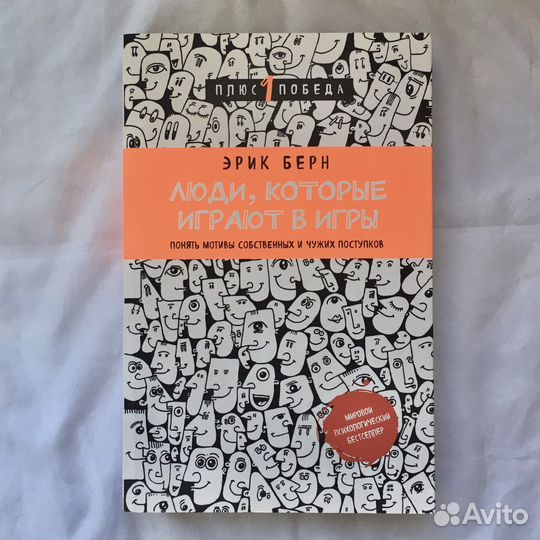 ПЛЮС 1 ПОБЕДА
ЭРИК БЕРН
ЛЮДИ, КОТОРЫЕ
ИГРАЮТ В ИГРЫ
ПОНЯТЬ МОТИВЫ СОБСТВЕННЫХ И ЧУЖИХ ПОСТУПКОВ
МИРОВОЙ
ПСИХОЛОГИЧЕСКИЙ
БЕСТСЕЛЛЕР
Avito